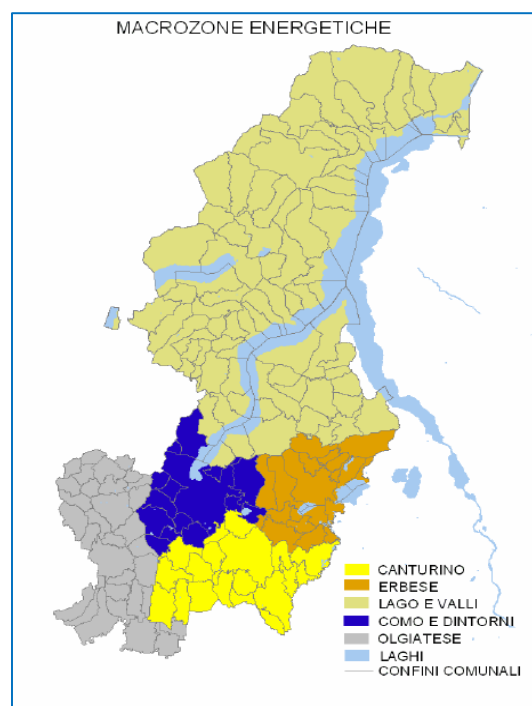 MACROZONE ENERGETICHE
CANTURINO
ERBESE
LAGO E VALLI
COMO E DINTORNI
OLGIATESE
LAGHI
CONFINI COMUNALI